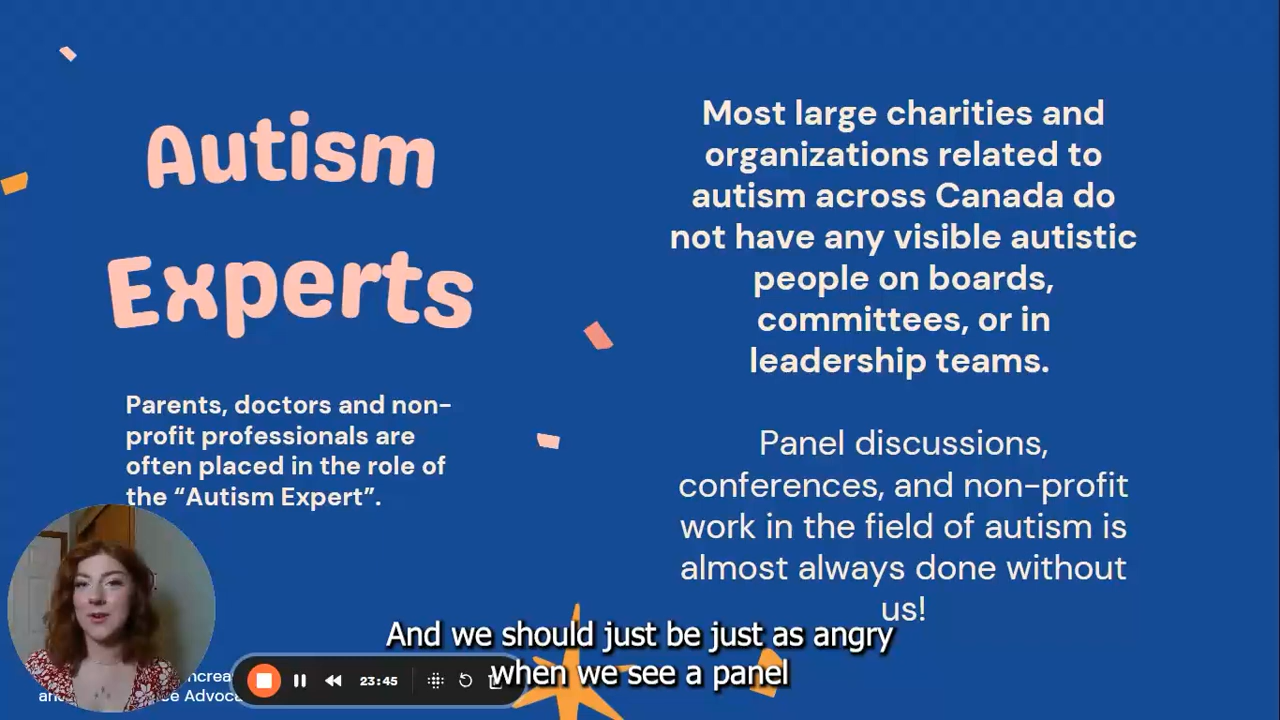 Autism
Experts
Parents, doctors and non-
profit professionals are
often placed in the role of
the “Autism Expert”.
Most large charities and
organizations related to
autism across Canada do
not have any visible autistic
people on boards,
committees, or in
leadership teams.
Panel discussions,
conferences, and non-profit
work in the field of autism is
almost always done without
us!
And we should just be just as angry
when we see a panel
23:45